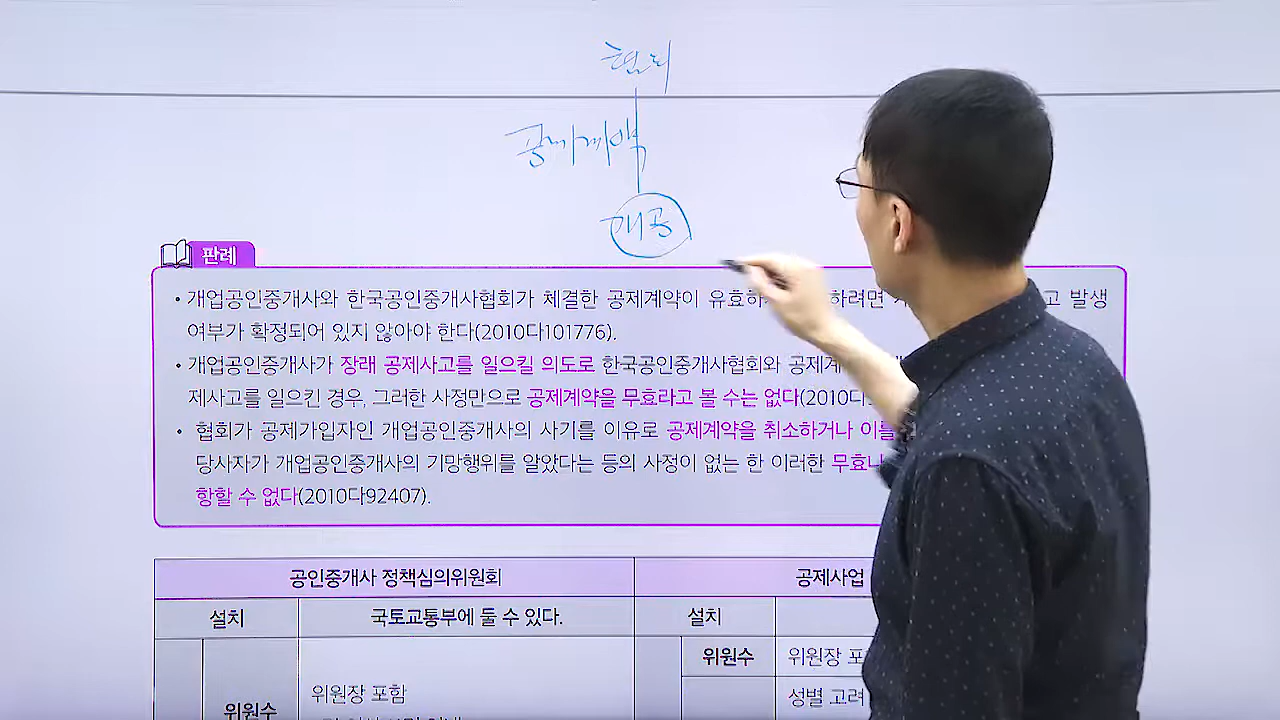 협회
공제계약
개공
판례
• 개업공인중개사와 한국공인중개사협회가 체결한 공제계약이 유효하 하려면 고 발생
여부가 확정되어 있지 않아야 한다(2010다101776).
• 개업공인중개사가 장래 공제사고를 일으킬 의도로 한국공인중개사협회와 공제계
제사고를 일으킨 경우, 그러한 사정만으로 공제계약을 무효라고 볼 수는 없다(2010다
• 협회가 공제가입자인 개업공인중개사의 사기를 이유로 공제계약을 취소하거나 이를
당사자가 개업공인중개사의 기망행위를 알았다는 등의 사정이 없는 한 이러한 무효나
항할 수 없다(2010다92407).
공인중개사 정책심의위원회 공제사업
설치 국토교통부에 둘 수 있다. 설치
위원수 위원장 포
위원장 포함
성별 고려
위원수